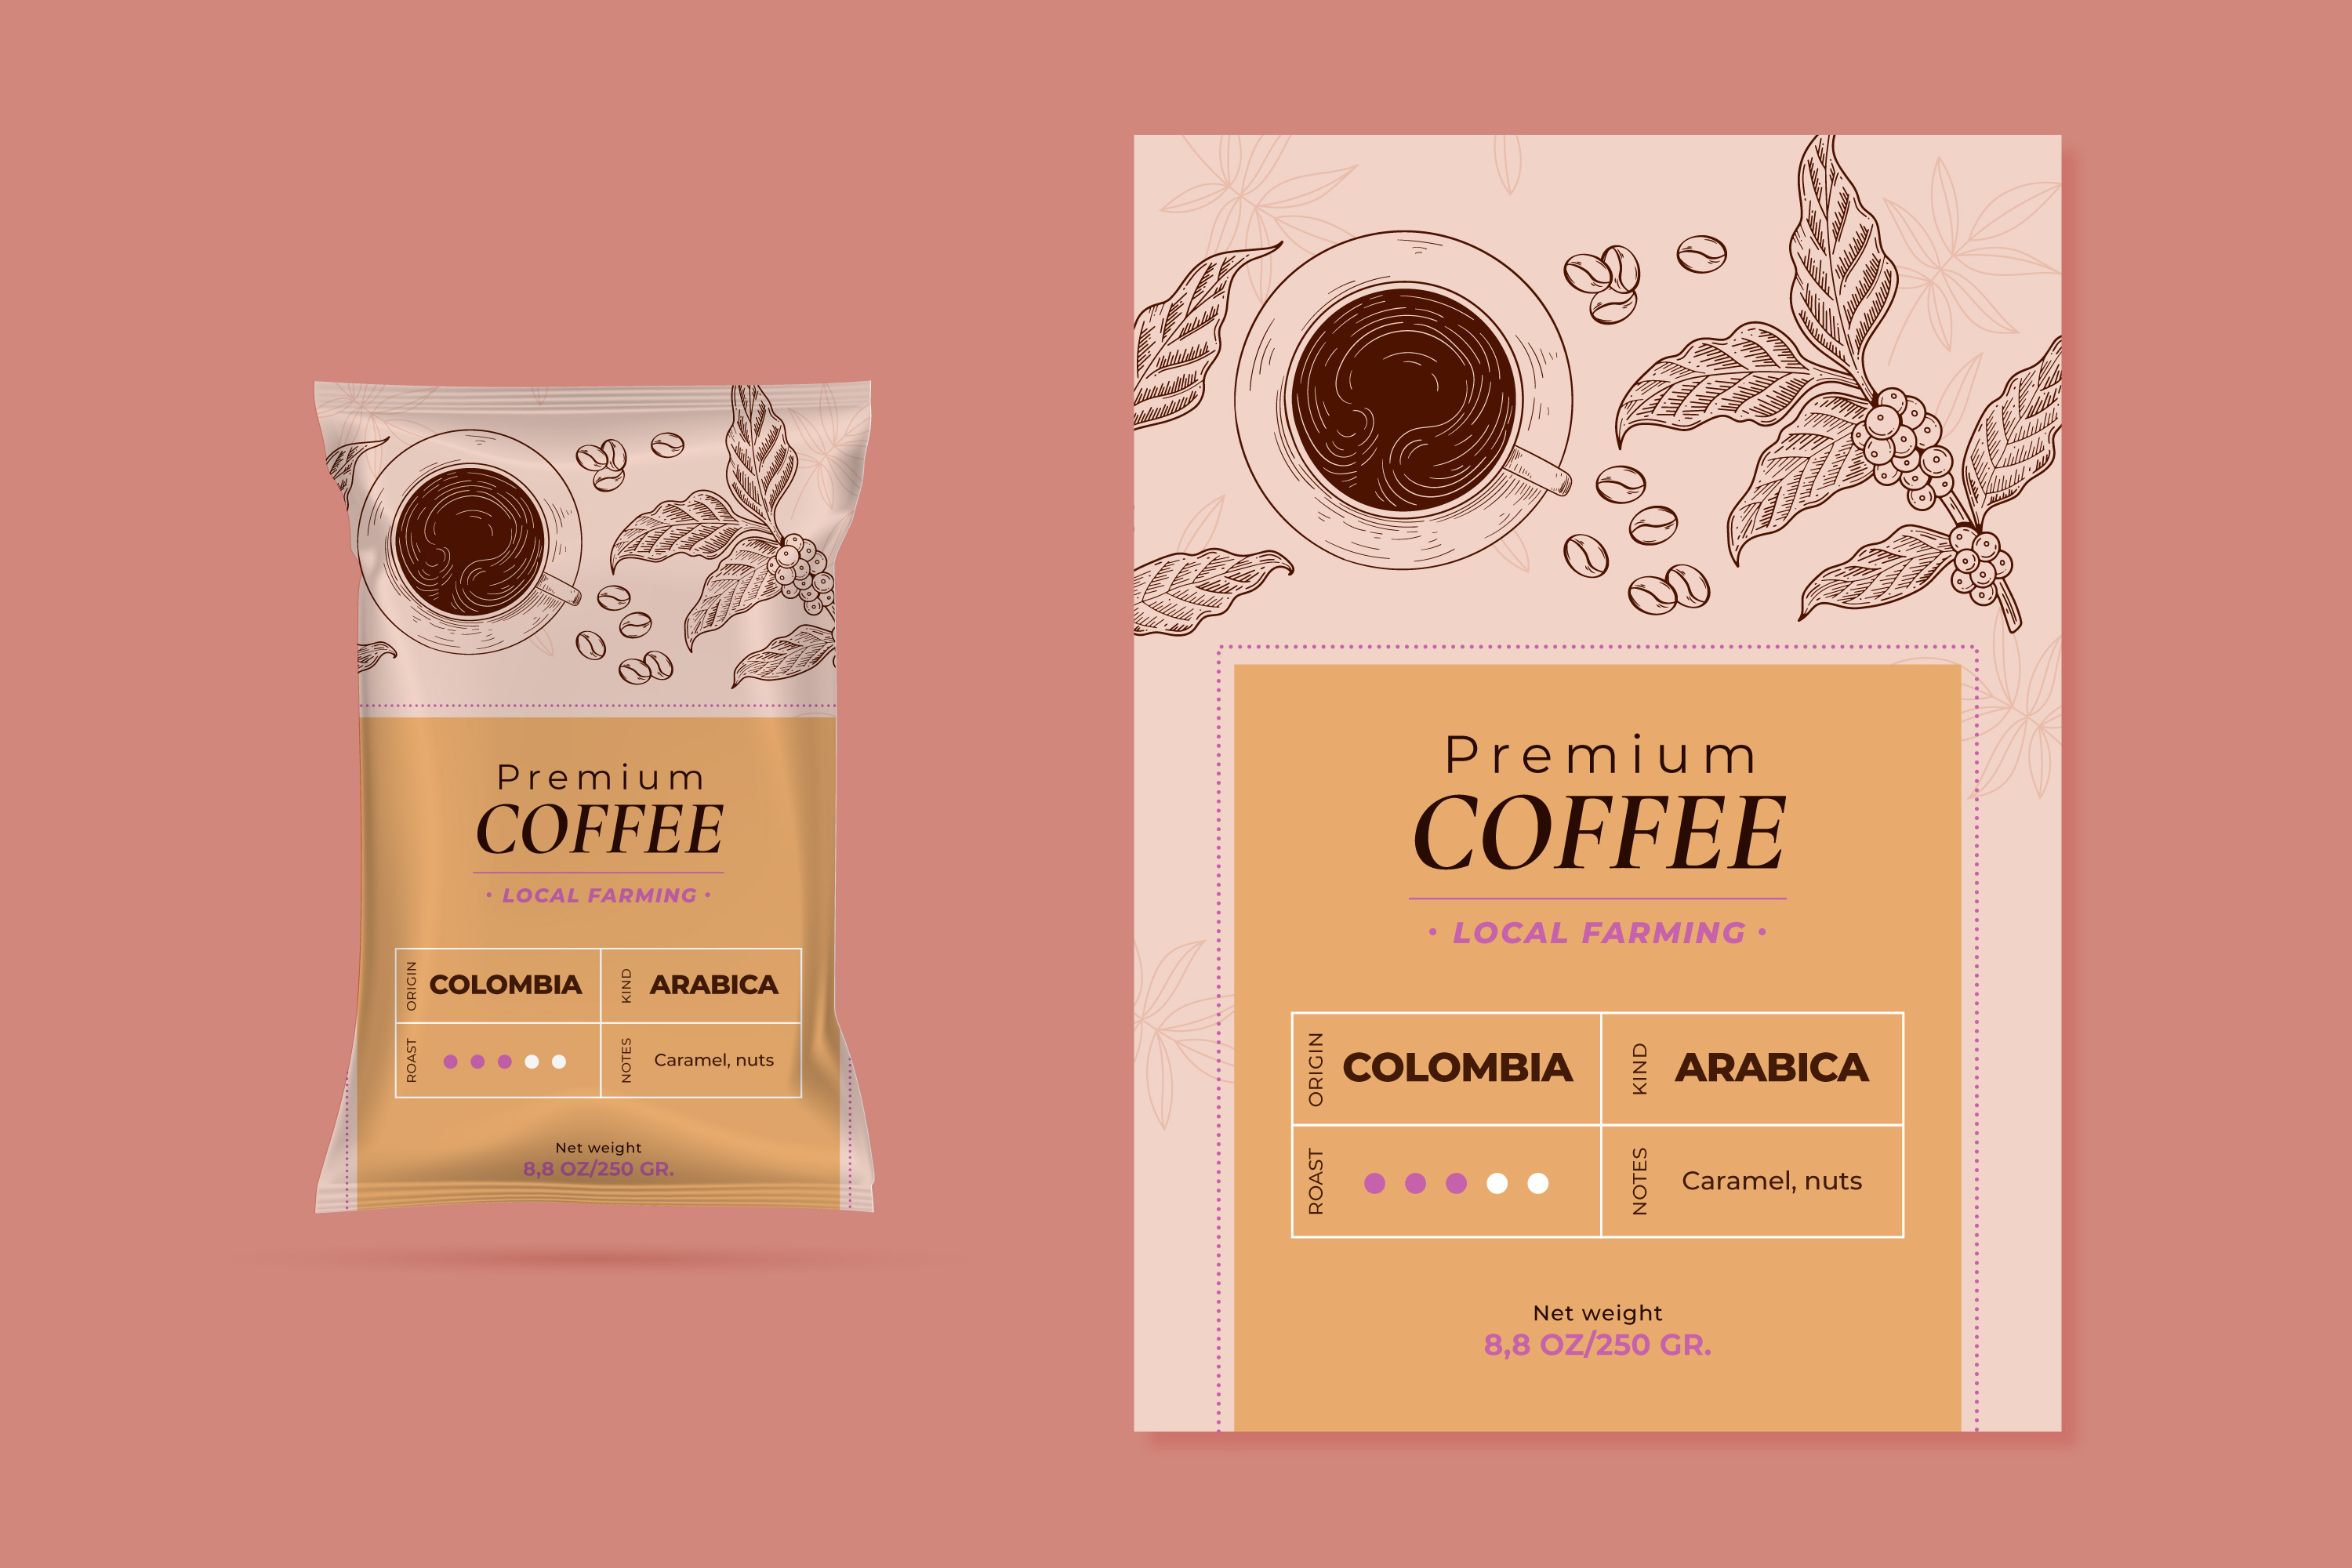 Premium
COFFEE
• LOCAL FARMING •
ORIGIN
COLOMBIA
KIND
ARABICA
ROAST
NOTES
Caramel, nuts
Net weight
8,8 OZ/250 GR.
Premium
COFFEE
• LOCAL FARMING •
ORIGIN
COLOMBIA
KIND
ARABICA
ROAST
NOTES
Caramel, nuts
Net weight
8,8 OZ/250 GR.